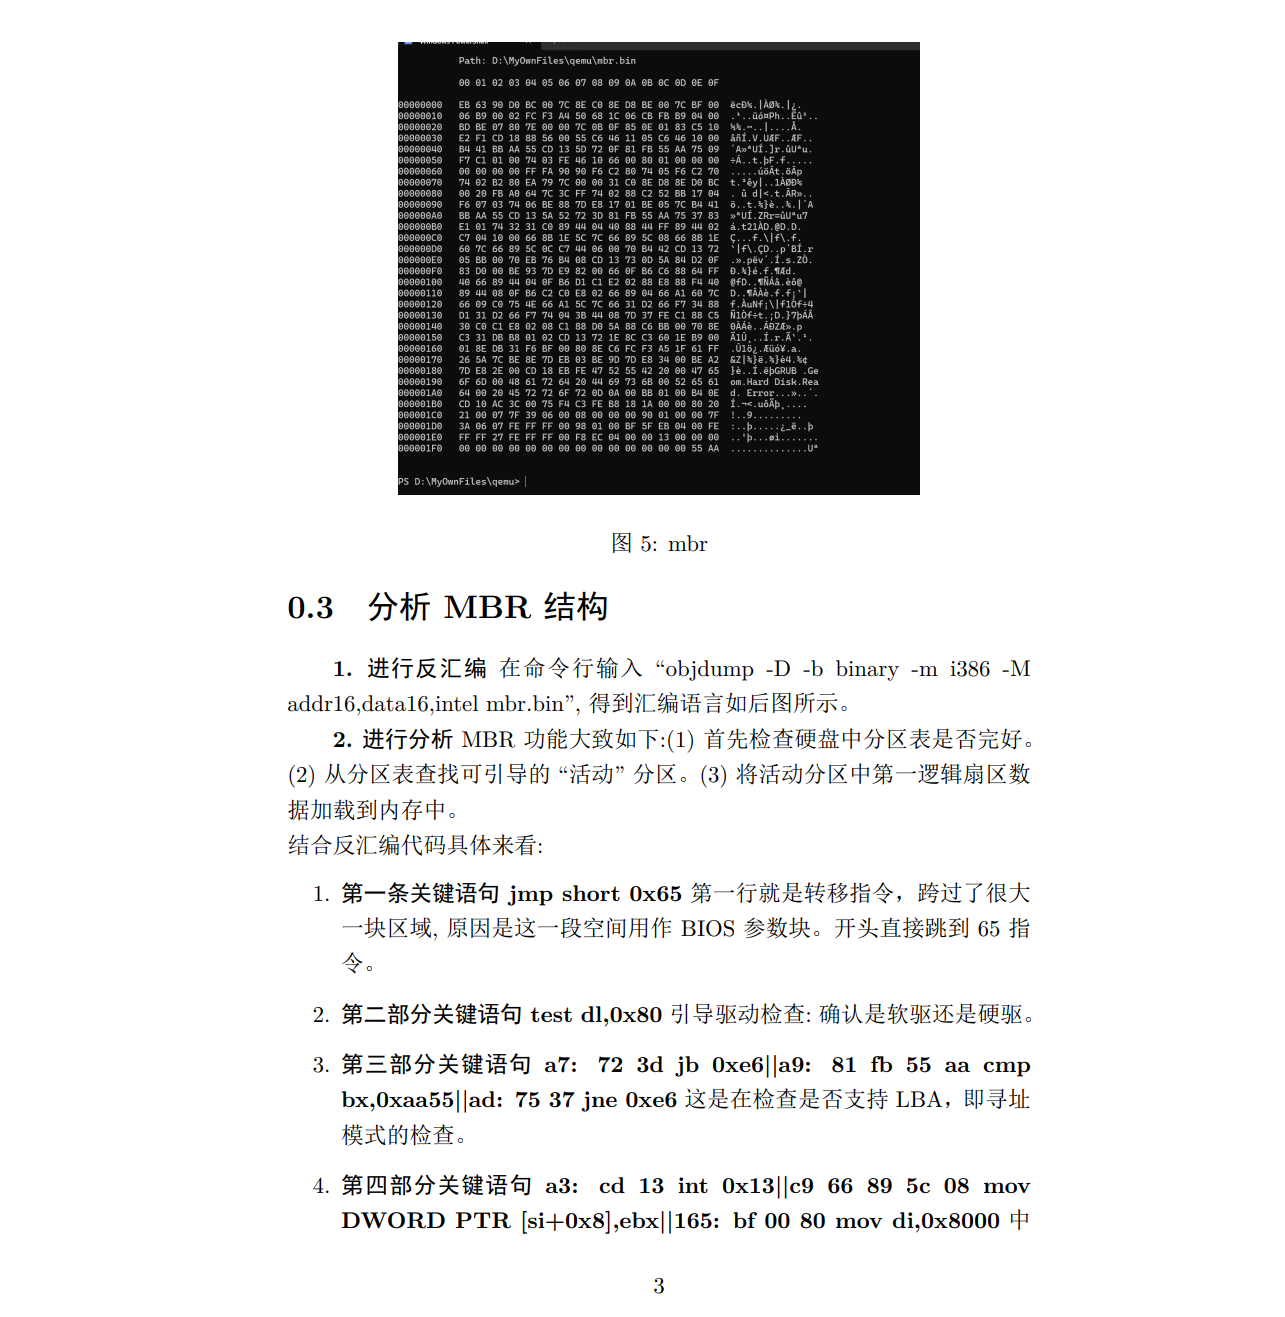 Path: D:\MyOwnFiles\qemu\mbr.bin
00 01 02 03 04 05 06 07 08 09 0A 0B 0C 0D 0E 0F
00000000 EB 63 90 D0 BC 00 7C 8E C0 8E D8 BE 00 7C BF 00
00000010 06 B9 00 02 FC F3 A4 50 68 1C 06 CB FB B9 04 00
00000020 BD BE 07 80 7E 00 00 7C 0B 0F 85 0E 01 83 C5 10
00000030 E2 F1 CD 18 88 56 00 55 C6 46 11 05 C6 46 10 00
00000040 B4 41 BB AA 55 CD 13 5D 72 0F 81 FB 55 AA 75 09
00000050 F7 C1 01 00 74 03 FE 46 10 66 00 80 01 00 00 00
00000060 00 00 00 00 FF FA 90 90 F6 C2 80 74 05 F6 C2 70
00000070 74 02 B2 80 EA 79 7C 00 00 31 C0 8E D8 8E D0 BC
00000080 00 20 FB A0 64 7C 3C FF 74 02 88 C2 52 BB 17 04
00000090 F6 07 03 74 06 BE 88 7D E8 17 01 BE 05 7C B4 41
000000A0 BB AA 55 CD 13 5A 52 72 3D 81 FB 55 AA 75 37 83
000000B0 E1 01 74 32 31 C0 89 44 04 40 88 44 FF 89 44 02
000000C0 C7 04 10 00 66 8B 1E 5C 7C 66 89 5C 08 66 8B 1E
000000D0 60 7C 66 89 5C 0C C7 44 06 00 70 B4 42 CD 13 72
000000E0 05 BB 00 70 EB 76 B4 08 CD 13 73 0D 5A 84 D2 0F
000000F0 83 D0 00 BE 93 7D E9 82 00 66 0F B6 C6 88 64 FF
00000100 40 66 89 44 04 0F B6 D1 C1 E2 02 88 E8 88 F4 40
00000110 89 44 08 0F B6 C2 C0 E8 02 66 89 04 66 A1 60 7C
00000120 66 09 C0 75 4E 66 A1 5C 7C 66 31 D2 66 F7 34 88
00000130 D1 31 D2 66 F7 74 04 3B 44 08 7D 37 FE C1 88 C5
00000140 30 C0 C1 E8 02 08 C1 88 D0 5A 88 C6 BB 00 70 8E
00000150 C3 31 DB B8 01 02 CD 13 72 1E 8C C3 60 1E B9 00
00000160 01 8E DB 31 F6 BF 00 80 8E C6 FC F3 A5 1F 61 FF
00000170 26 5A 7C BE 8E 7D EB 03 BE 9D 7D E8 34 00 BE A2
00000180 7D E8 2E 00 CD 18 EB FE 47 52 55 42 20 00 47 65
00000190 6F 6D 00 48 61 72 64 20 44 69 73 6B 00 52 65 61
000001A0 64 00 20 45 72 72 6F 72 0D 0A 00 BB 01 00 B4 0E
000001B0 CD 10 AC 3C 00 75 F4 C3 FE B8 18 1A 00 00 80 20
000001C0 21 00 07 7F 39 06 00 08 00 00 00 90 01 00 00 7F
000001D0 3A 06 07 FE FF FF 00 98 01 00 BF 5F EB 04 00 FE
000001E0 FF FF 27 FE FF FF 00 F8 EC 04 00 00 13 00 00 00
000001F0 00 00 00 00 00 00 00 00 00 00 00 00 00 00 55 AA
PS D:\MyOwnFiles\qemu>
图 5: mbr
0.3 分析 MBR 结构
1. 进行反汇编 在命令行输入 “objdump -D -b binary -m i386 -M
addr16,data16,intel mbr.bin”, 得到汇编语言如后图所示。
2. 进行分析 MBR 功能大致如下:(1) 首先检查硬盘中分区表是否完好。
(2) 从分区表查找可引导的 “活动” 分区。(3) 将活动分区中第一逻辑扇区数
据加载到内存中。
结合反汇编代码具体来看:
1. 第一条关键语句 jmp short 0x65 第一行就是转移指令，跨过了很大
一块区域, 原因是这一段空间用作 BIOS 参数块。开头直接跳到 65 指
令。
2. 第二部分关键语句 test dl,0x80 引导驱动检查: 确认是软驱还是硬驱。
3. 第三部分关键语句 a7: 72 3d jb 0xe6||a9: 81 fb 55 aa cmp
bx,0xaa55||ad: 75 37 jne 0xe6 这是在检查是否支持 LBA，即寻址
模式的检查。
4. 第四部分关键语句 a3: cd 13 int 0x13||c9 66 89 5c 08 mov
DWORD PTR [si+0x8],ebx||165: bf 00 80 mov di,0x8000 中
3